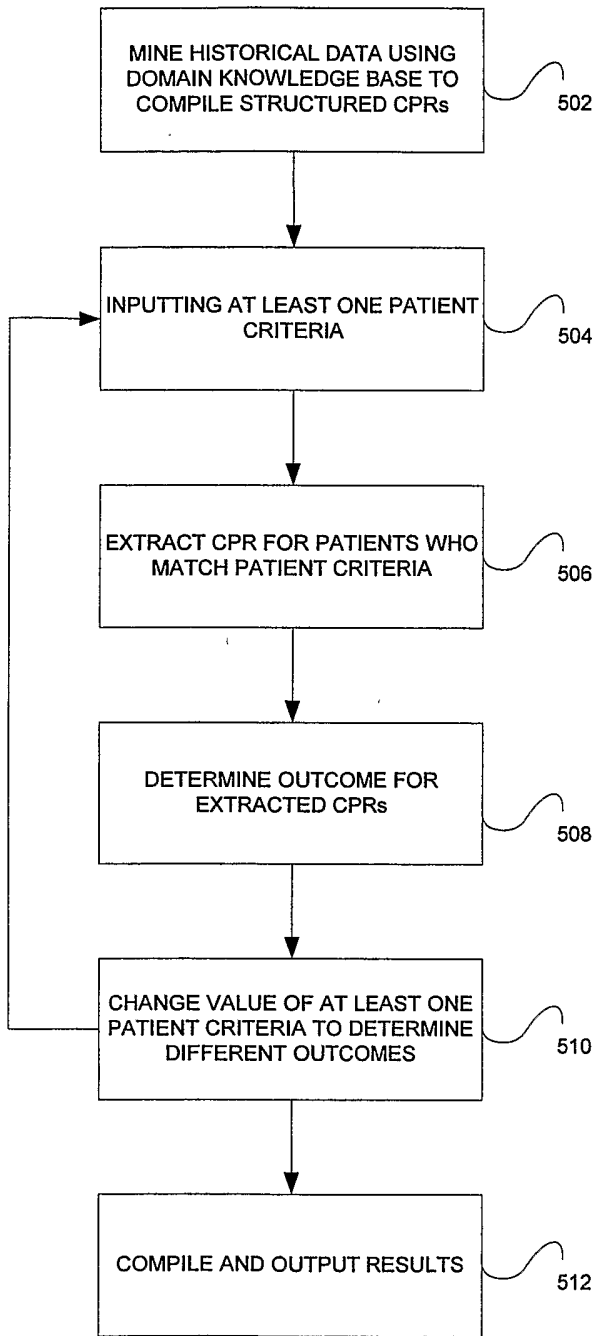 MINE HISTORICAL DATA USING
DOMAIN KNOWLEDGE BASE TO
COMPILE STRUCTURED CPRs
502
INPUTTING AT LEAST ONE PATIENT
CRITERIA
504
EXTRACT CPR FOR PATIENTS WHO
MATCH PATIENT CRITERIA
506
DETERMINE OUTCOME FOR
EXTRACTED CPRs
508
CHANGE VALUE OF AT LEAST ONE
PATIENT CRITERIA TO DETERMINE
DIFFERENT OUTCOMES
510
COMPILE AND OUTPUT RESULTS
512